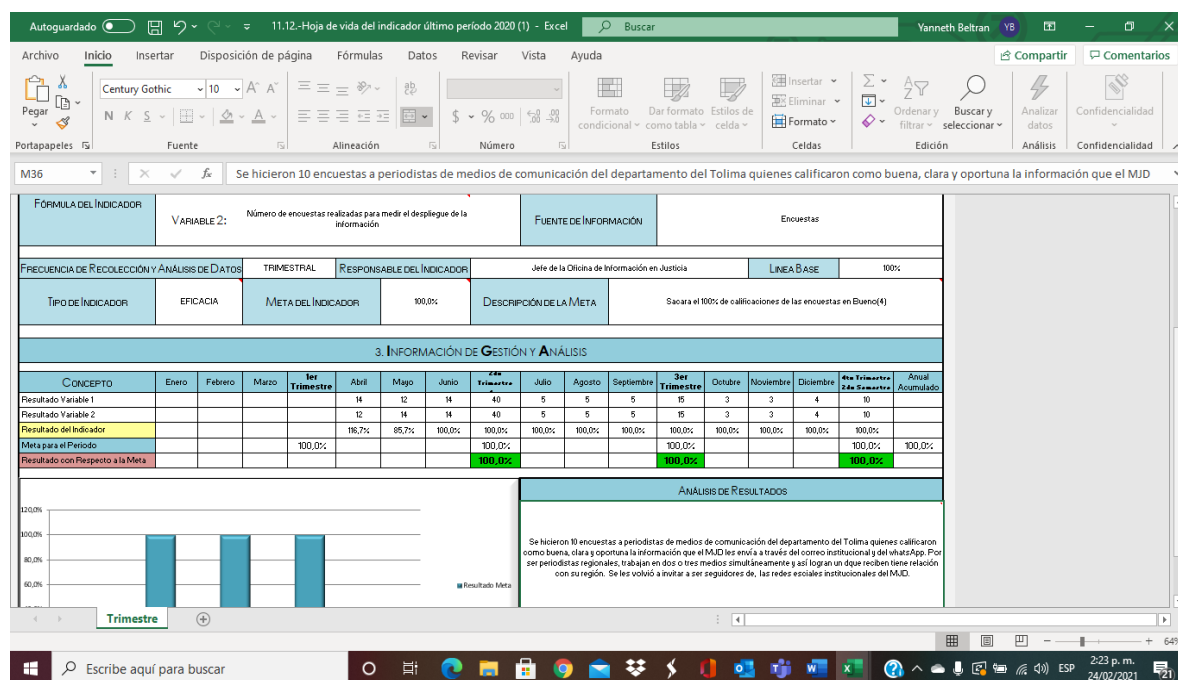 Autoguardado 11.12.-Hoja de vida del indicador último período 2020 (1) - Excel Buscar Yanneth Beltran YB
Archivo Inicio Insertar Disposición de página Fórmulas Datos Revisar Vista Ayuda Compartir Comentarios
Pegar Century Gothic 10 N K S
Formato condicional Dar formato como tabla Estilos de celda Insertar Eliminar Formato Ordenar y filtrar Buscar y seleccionar Analizar datos Confidencialidad
Portapapeles Fuente Alineación Número Estilos Celdas Edición Análisis Confidencialidad
M36 fx Se hicieron 10 encuestas a periodistas de medios de comunicación del departamento del Tolima quienes calificaron como buena, clara y oportuna la información que el MJD
FÓRMULA DEL INDICADOR VARIABLE 2: Número de encuestas realizadas para medir el despliegue de la información FUENTE DE INFORMACIÓN Encuestas
FRECUENCIA DE RECOLECCIÓN Y ANÁLISIS DE DATOS TRIMESTRAL RESPONSABLE DEL INDICADOR Jefe de la Oficina de Información en Justicia LINEA BASE 100%
TIPO DE INDICADOR EFICACIA META DEL INDICADOR 100,0% DESCRIPCIÓN DE LA META Sacara el 100% de calificaciones de las encuestas en Bueno(4)
3. INFORMACIÓN DE GESTIÓN Y ANÁLISIS
CONCEPTO Enero Febrero Marzo 1er Trimestre Abril Mayo Junio 2do Trimestre Julio Agosto Septiembre 3er Trimestre Octubre Noviembre Diciembre 4to Trimestre 2do Semestre Anual Acumulado
Resultado Variable 1 14 12 14 40 5 5 5 15 3 3 4 10
Resultado Variable 2 12 14 14 40 5 5 5 15 3 3 4 10
Resultado del Indicador 116,7% 85,7% 100,0% 100,0% 100,0% 100,0% 100,0% 100,0% 100,0% 100,0% 100,0% 100,0%
Meta para el Periodo 100,0% 100,0% 100,0% 100,0% 100,0%
Resultado con Respecto a la Meta 100,0% 100,0% 100,0%
ANÁLISIS DE RESULTADOS
120,0%
100,0%
80,0%
60,0%
Resultado Meta
Se hicieron 10 encuestas a periodistas de medios de comunicación del departamento del Tolima quienes calificaron
como buena, clara y oportuna la información que el MJD les envía a través del correo institucional y del whatsApp. Por
ser periodistas regionales, trabajan en dos o tres medios simultáneamente y así logran un dque reciben tiene relación
con su región. Se les volvió a invitar a ser seguidores de, las redes esciales institucionales del MJD.
Trimestre
64%
Escribe aquí para buscar ESP 2:23 p. m.
24/02/2021 21